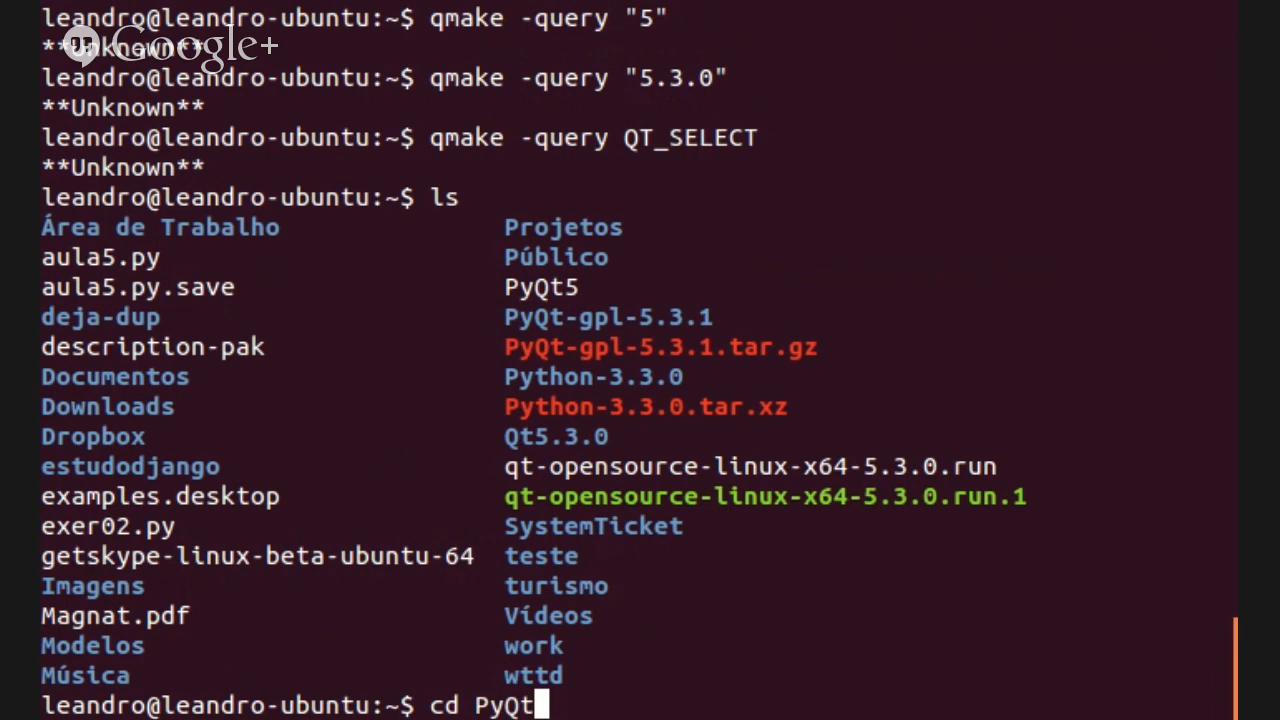 leandro@leandro-ubuntu:~$ qmake -query "5"
**Unknown**
Google+
leandro@leandro-ubuntu:~$ qmake -query "5.3.0"
**Unknown**
leandro@leandro-ubuntu:~$ qmake -query QT_SELECT
**Unknown**
leandro@leandro-ubuntu:~$ ls
Área de Trabalho Projetos
aula5.py Público
aula5.py.save PyQt5
deja-dup PyQt-gpl-5.3.1
description-pak PyQt-gpl-5.3.1.tar.gz
Documentos Python-3.3.0
Downloads Python-3.3.0.tar.xz
Dropbox Qt5.3.0
estudodjango qt-opensource-linux-x64-5.3.0.run
examples.desktop qt-opensource-linux-x64-5.3.0.run.1
exer02.py SystemTicket
getskype-linux-beta-ubuntu-64 teste
Imagens turismo
Magnat.pdf Vídeos
Modelos work
Música wttd
leandro@leandro-ubuntu:~$ cd PyQt